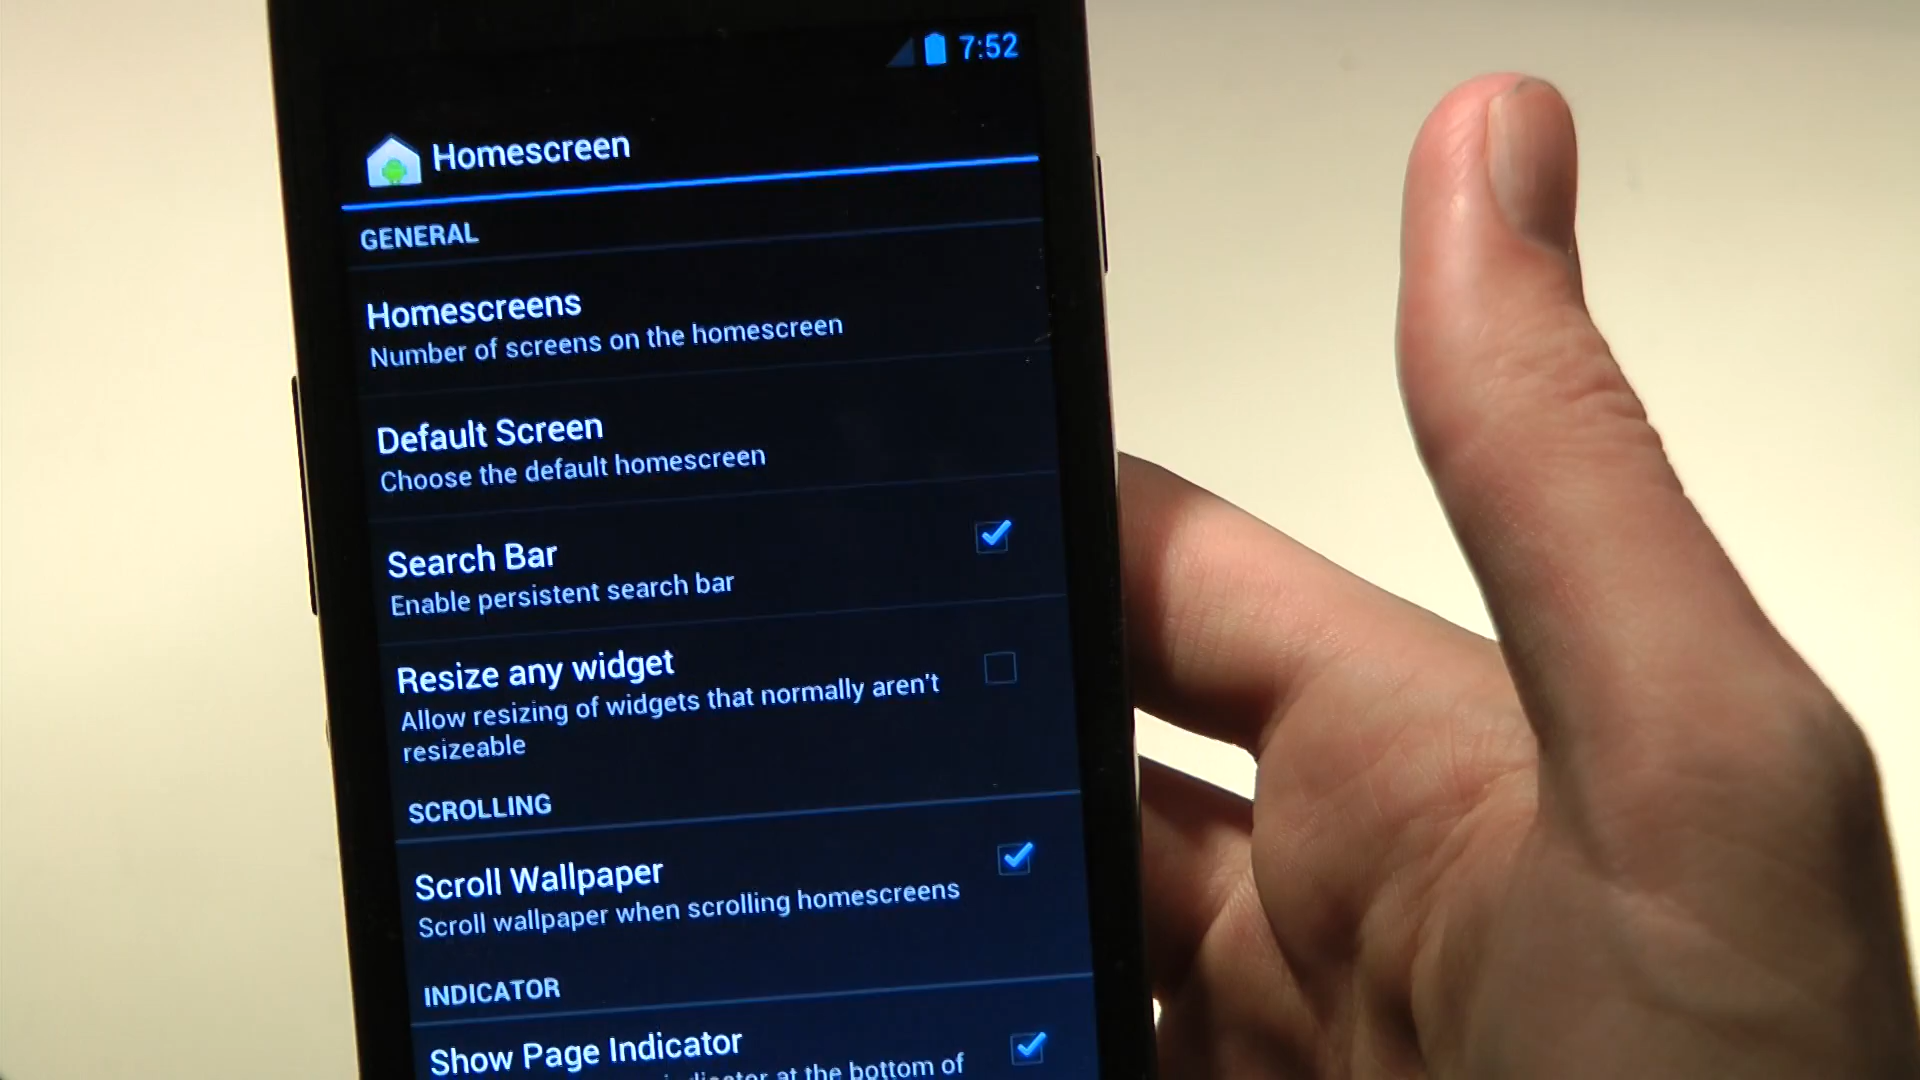 7:52
Homescreen
GENERAL
Homescreens
Number of screens on the homescreen
Default Screen
Choose the default homescreen
Search Bar
Enable persistent search bar
Resize any widget
Allow resizing of widgets that normally aren't
resizeable
SCROLLING
Scroll Wallpaper
Scroll wallpaper when scrolling homescreens
INDICATOR
Show Page Indicator
indicator at the bottom of